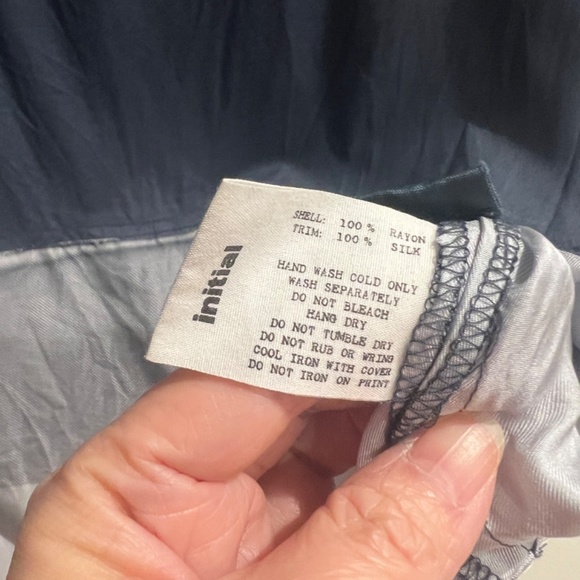 SHELL: 100 % RAYON
TRIM: 100 % SILK
HAND WASH COLD ONLY
WASH SEPARATELY
DO NOT BLEACH
HANG DRY
DO NOT TUMBLE DRY
DO NOT RUB OR WRING
COOL IRON WITH COVER
DO NOT IRON ON PRINT
initial